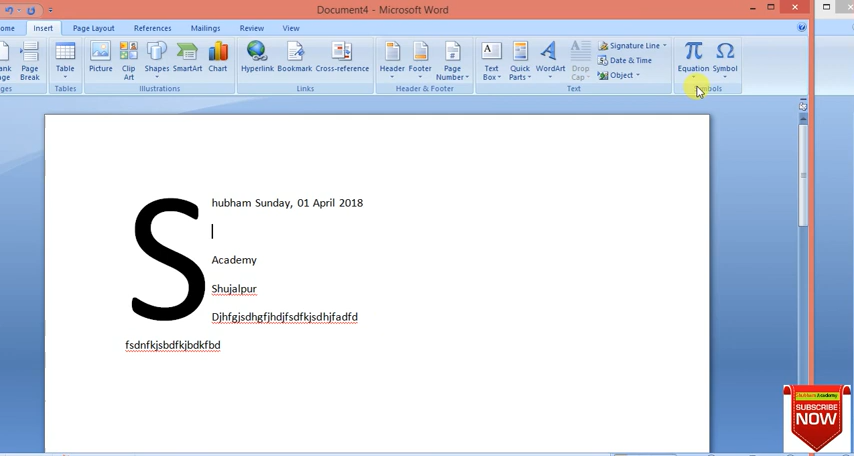 Document4 - Microsoft Word
Insert Page Layout References Mailings Review View
Page Break
Table
Picture
Clip Art
Shapes
SmartArt
Chart
Hyperlink
Bookmark
Cross-reference
Header
Footer
Page Number
Text Box
Quick Parts
WordArt
Drop Cap
Signature Line
Date & Time
Object
Equation
Symbol
Tables Illustrations Links Header & Footer Text
S
hubham Sunday, 01 April 2018
Academy
Shujalpur
Djhfgjsdhgfjhdjfsdfkjsdhjfadfd
fsdnfkjsbdfkjbdkfbd
SUBSCRIBE
NOW